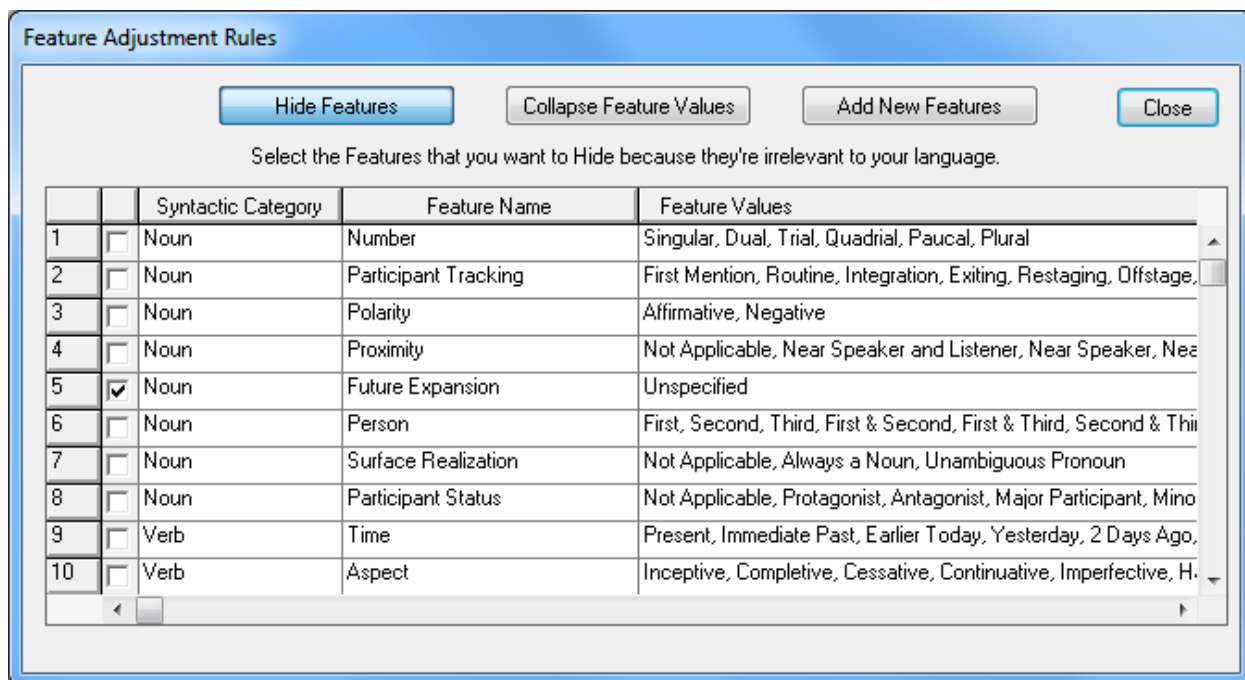 Feature Adjustment Rules
Hide Features Collapse Feature Values Add New Features Close
Select the Features that you want to Hide because they're irrelevant to your language.
Syntactic Category Feature Name Feature Values
1 Noun Number Singular, Dual, Trial, Quadrial, Paucal, Plural
2 Noun Participant Tracking First Mention, Routine, Integration, Exiting, Restaging, Offstage,
3 Noun Polarity Affirmative, Negative
4 Noun Proximity Not Applicable, Near Speaker and Listener, Near Speaker, Nea
5 Noun Future Expansion Unspecified
6 Noun Person First, Second, Third, First & Second, First & Third, Second & Thi
7 Noun Surface Realization Not Applicable, Always a Noun, Unambiguous Pronoun
8 Noun Participant Status Not Applicable, Protagonist, Antagonist, Major Participant, Mino
9 Verb Time Present, Immediate Past, Earlier Today, Yesterday, 2 Days Ago,
10 Verb Aspect Inceptive, Completive, Cessative, Continuative, Imperfective, H